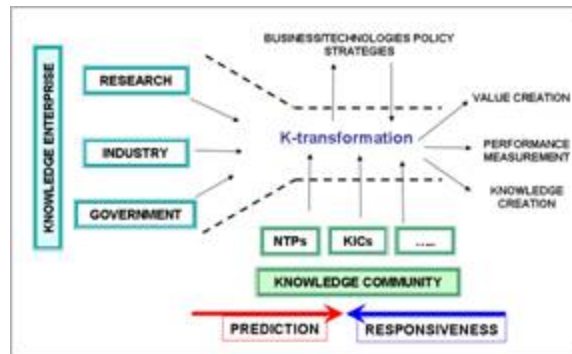 BUSINESS/TECHNOLOGIES POLICY
STRATEGIES
KNOWLEDGE ENTERPRISE
RESEARCH
INDUSTRY
GOVERNMENT
K-transformation
VALUE CREATION
PERFORMANCE
MEASUREMENT
KNOWLEDGE
CREATION
NTPs
KICs
.....
KNOWLEDGE COMMUNITY
PREDICTION
RESPONSIVENESS